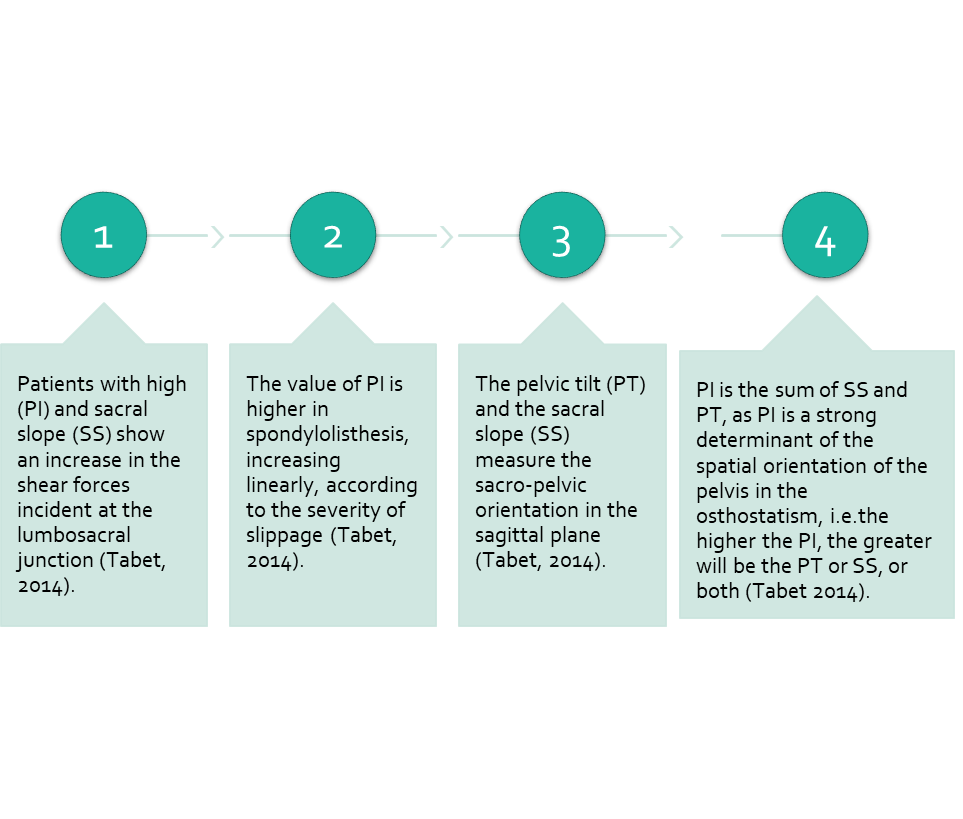 1
2
3
4
Patients with high
(PI) and sacral
slope (SS) show
an increase in the
shear forces
incident at the
lumbosacral
junction (Tabet,
2014).
The value of PI is
higher in
spondylolisthesis,
increasing
linearly, according
to the severity of
slippage (Tabet,
2014).
The pelvic tilt (PT)
and the sacral
slope (SS)
measure the
sacro-pelvic
orientation in the
sagittal plane
(Tabet, 2014).
PI is the sum of SS and
PT, as PI is a strong
determinant of the
spatial orientation of the
pelvis in the
osthostatism, i.e.the
higher the PI, the greater
will be the PT or SS, or
both (Tabet 2014).